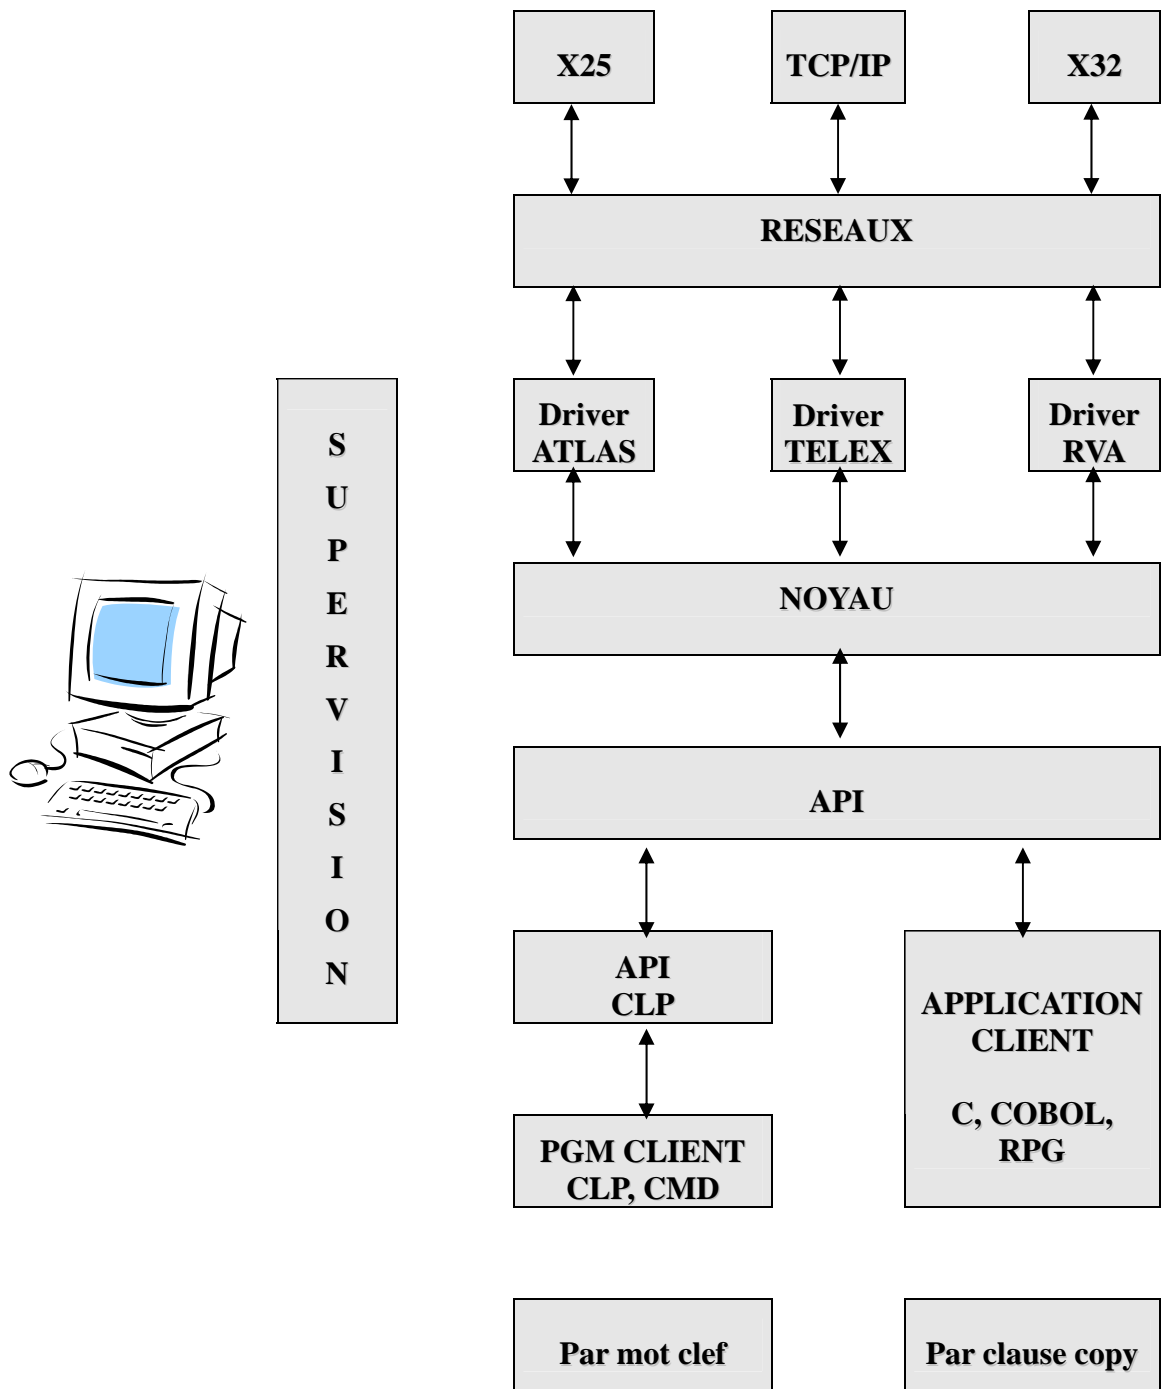 X25
TCP/IP
X32
RESEAUX
Driver
ATLAS
Driver
TELEX
Driver
RVA
S
U
P
E
R
V
I
S
I
O
N
NOYAU
API
API
CLP
APPLICATION
CLIENT
C, COBOL,
RPG
PGM CLIENT
CLP, CMD
Par mot clef
Par clause copy